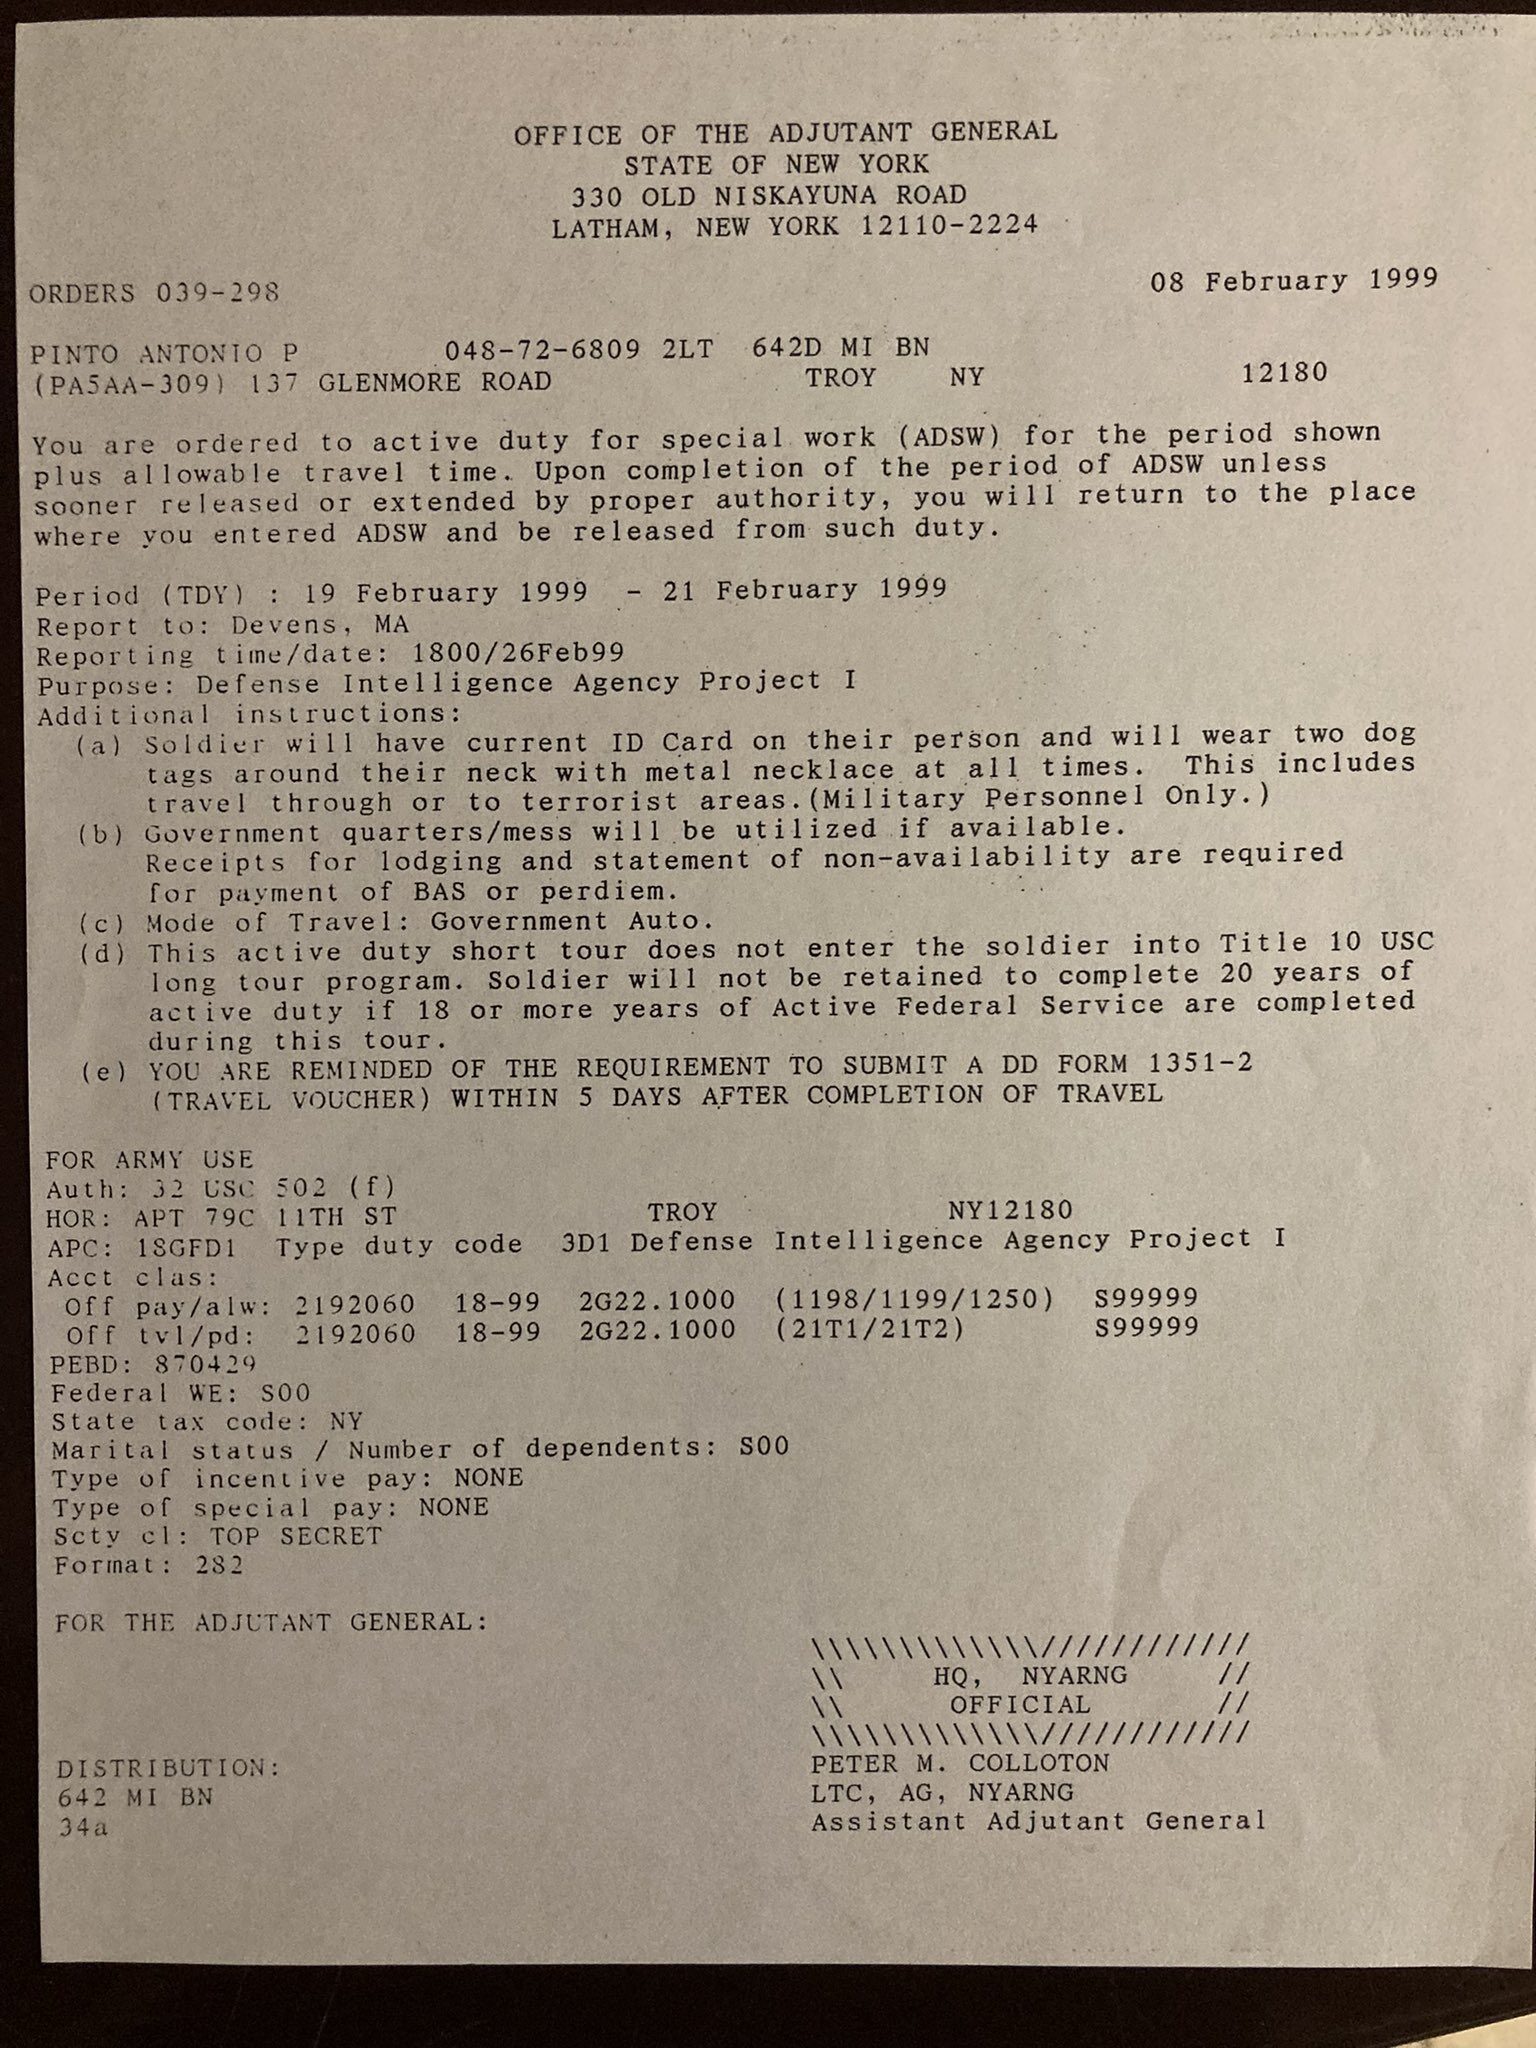 OFFICE OF THE ADJUTANT GENERAL
STATE OF NEW YORK
330 OLD NISKAYUNA ROAD
LATHAM, NEW YORK 12110-2224
ORDERS 039-298 08 February 1999
PINTO ANTONIO P 048-72-6809 2LT 642D MI BN
(PA5AA-309) 137 GLENMORE ROAD TROY NY 12180
You are ordered to active duty for special work (ADSW) for the period shown
plus allowable travel time. Upon completion of the period of ADSW unless
sooner released or extended by proper authority, you will return to the place
where you entered ADSW and be released from such duty.
Period (TDY) : 19 February 1999 - 21 February 1999
Report to: Devens, MA
Reporting time/date: 1800/26Feb99
Purpose: Defense Intelligence Agency Project I
Additional instructions:
(a) Soldier will have current ID Card on their person and will wear two dog
tags around their neck with metal necklace at all times. This includes
travel through or to terrorist areas.(Military Personnel Only.)
(b) Government quarters/mess will be utilized if available.
Receipts for lodging and statement of non-availability are required
for payment of BAS or perdiem.
(c) Mode of Travel: Government Auto.
(d) This active duty short tour does not enter the soldier into Title 10 USC
long tour program. Soldier will not be retained to complete 20 years of
active duty if 18 or more years of Active Federal Service are completed
during this tour.
(e) YOU ARE REMINDED OF THE REQUIREMENT TO SUBMIT A DD FORM 1351-2
(TRAVEL VOUCHER) WITHIN 5 DAYS AFTER COMPLETION OF TRAVEL
FOR ARMY USE
Auth: 32 USC 502 (f)
HOR: APT 79C 11TH ST TROY NY12180
APC: 1SGFD1 Type duty code 3D1 Defense Intelligence Agency Project I
Acct clas:
Off pay/alw: 2192060 18-99 2G22.1000 (1198/1199/1250) S99999
Off tvl/pd: 2192060 18-99 2G22.1000 (21T1/21T2) S99999
PEBD: 870429
Federal WE: S00
State tax code: NY
Marital status / Number of dependents: S00
Type of incentive pay: NONE
Type of special pay: NONE
Scty cl: TOP SECRET
Format: 282
FOR THE ADJUTANT GENERAL:
\\\\\\\\\\\\\////////////
\\ HQ, NYARNG //
\\ OFFICIAL //
\\\\\\\\\\\\\////////////
DISTRIBUTION: PETER M. COLLOTON
642 MI BN LTC, AG, NYARNG
34a Assistant Adjutant General